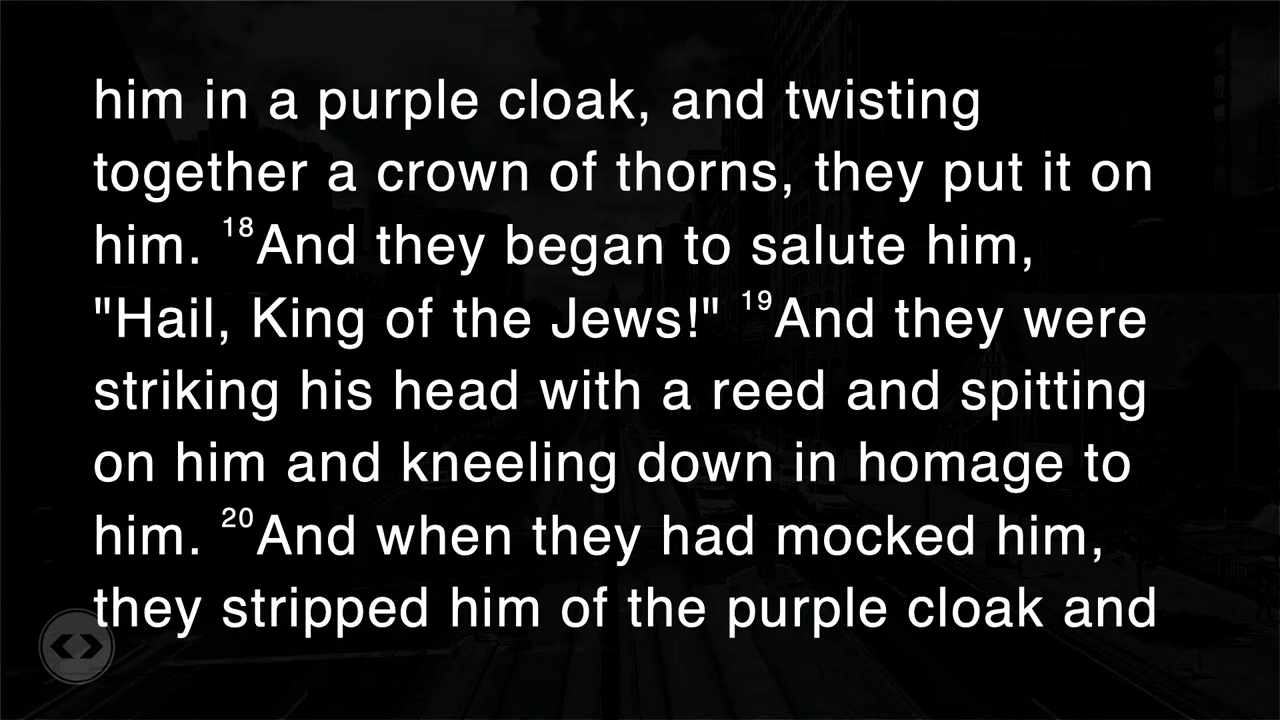 him in a purple cloak, and twisting
together a crown of thorns, they put it on
him. 18And they began to salute him,
"Hail, King of the Jews!" 19And they were
striking his head with a reed and spitting
on him and kneeling down in homage to
him. 20And when they had mocked him,
they stripped him of the purple cloak and